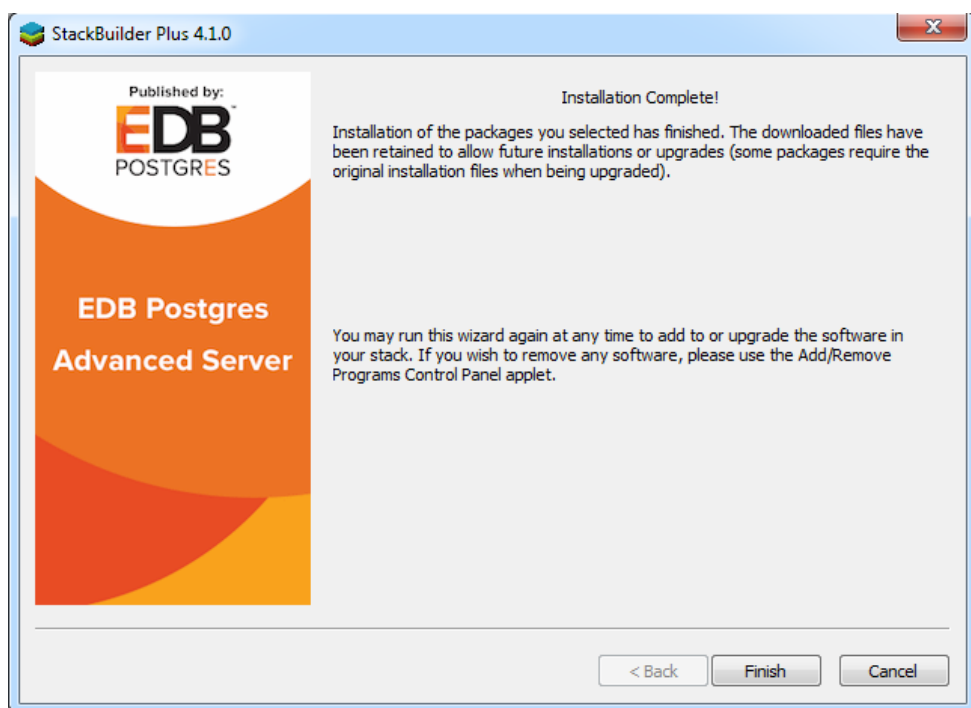 StackBuilder Plus 4.1.0
Published by:
EDB™
POSTGRES
EDB Postgres
Advanced Server
Installation Complete!
Installation of the packages you selected has finished. The downloaded files have
been retained to allow future installations or upgrades (some packages require the
original installation files when being upgraded).
You may run this wizard again at any time to add to or upgrade the software in
your stack. If you wish to remove any software, please use the Add/Remove
Programs Control Panel applet.
< Back
Finish
Cancel